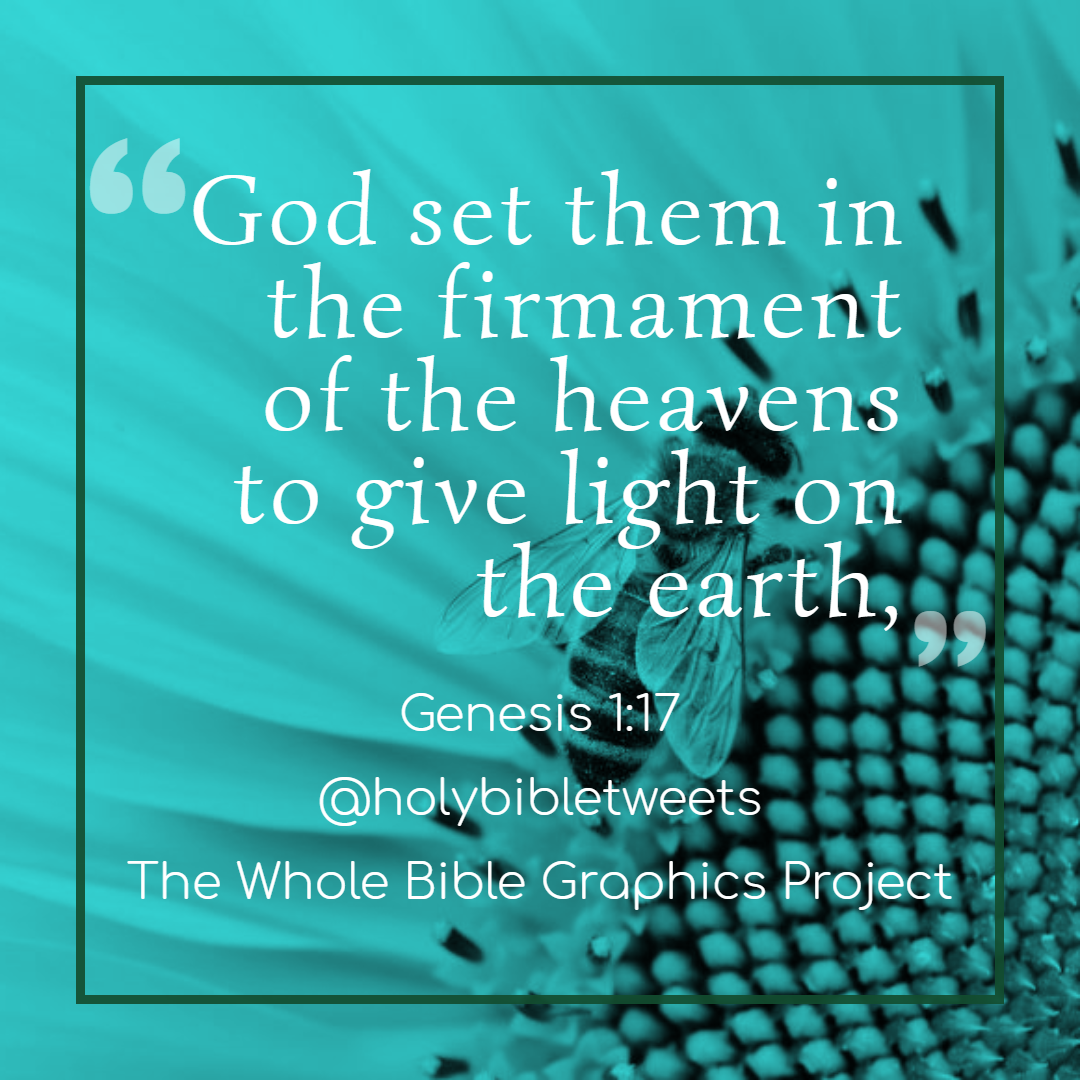 “God set them in
the firmament
of the heavens
to give light on
the earth,”
Genesis 1:17
@holybibletweets
The Whole Bible Graphics Project